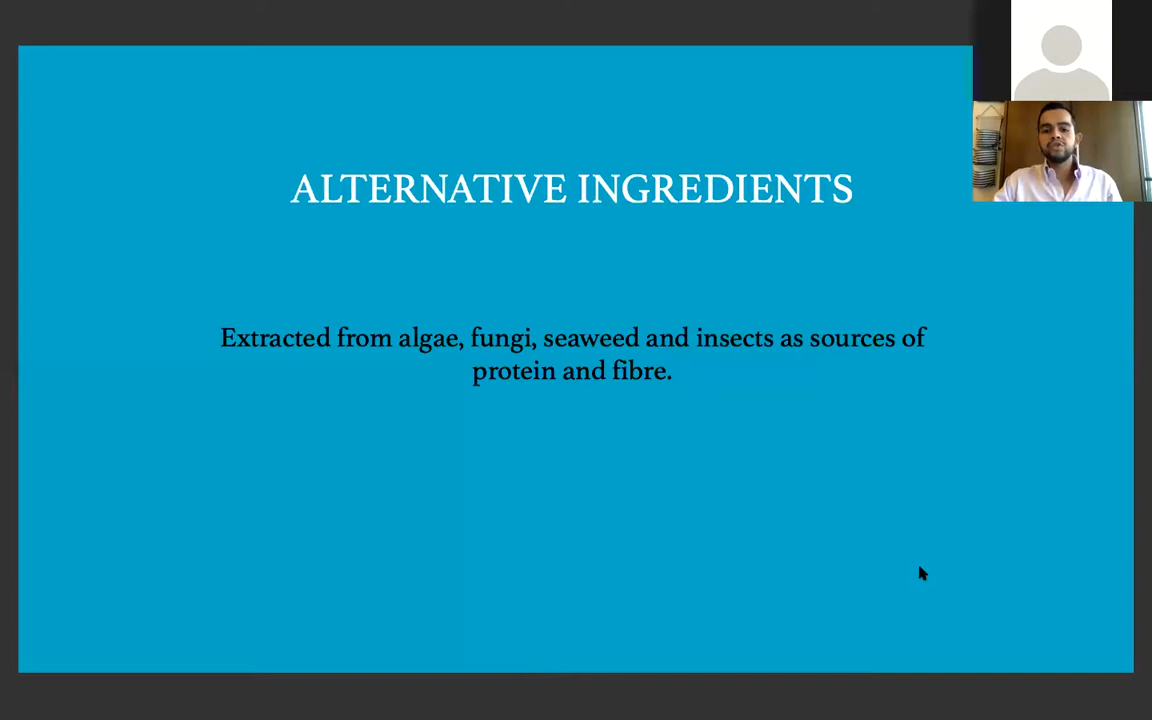 ALTERNATIVE INGREDIENTS
Extracted from algae, fungi, seaweed and insects as sources of
protein and fibre.